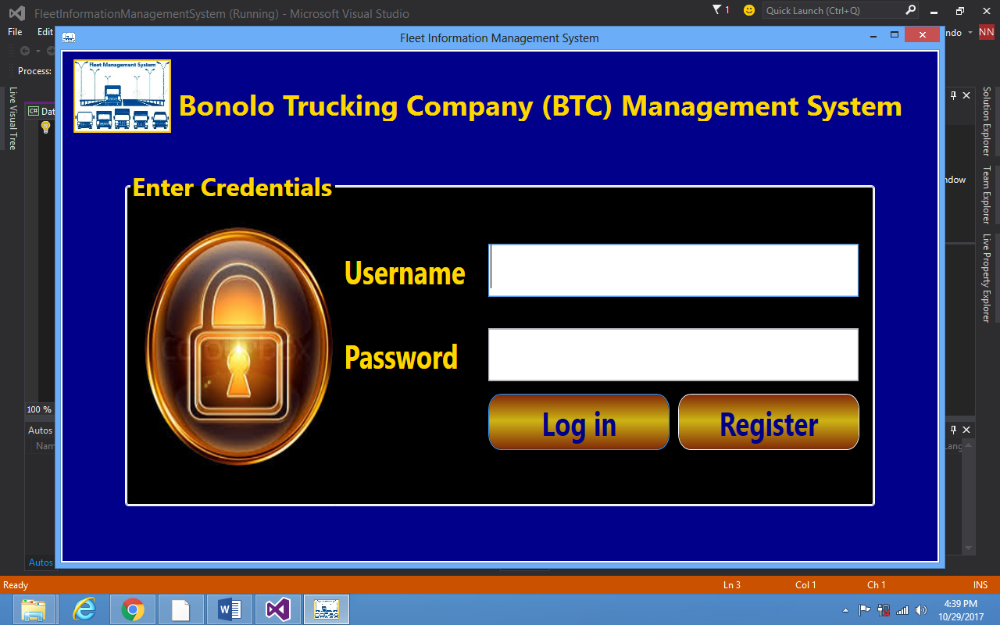 FleetInformationManagementSystem (Running) - Microsoft Visual Studio
1
Quick Launch (Ctrl+Q)
File Edit
ndo NN
Fleet Information Management System
Process:
Live Visual Tree
C# Dat
Fleet Management System
Bonolo Trucking Company (BTC) Management System
Solution Explorer
Team Explorer
Live Property Explorer
ndow
Enter Credentials
Username
Password
Log in Register
100 %
Autos
Nam
Lang
Autos
Ready Ln 3 Col 1 Ch 1 INS
4:39 PM
10/29/2017